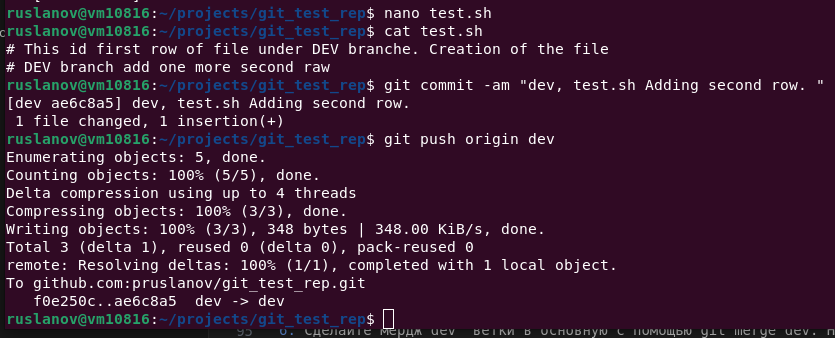 ruslanov@vm10816:~/projects/git_test_rep$ nano test.sh
ruslanov@vm10816:~/projects/git_test_rep$ cat test.sh
# This id first row of file under DEV branche. Creation of the file
# DEV branch add one more second raw
ruslanov@vm10816:~/projects/git_test_rep$ git commit -am "dev, test.sh Adding second row. "
[dev ae6c8a5] dev, test.sh Adding second row.
 1 file changed, 1 insertion(+)
ruslanov@vm10816:~/projects/git_test_rep$ git push origin dev
Enumerating objects: 5, done.
Counting objects: 100% (5/5), done.
Delta compression using up to 4 threads
Compressing objects: 100% (3/3), done.
Writing objects: 100% (3/3), 348 bytes | 348.00 KiB/s, done.
Total 3 (delta 1), reused 0 (delta 0), pack-reused 0
remote: Resolving deltas: 100% (1/1), completed with 1 local object.
To github.com:pruslanov/git_test_rep.git
   f0e250c..ae6c8a5  dev -> dev
ruslanov@vm10816:~/projects/git_test_rep$
95 6. Сделайте мердж dev ветки в основную с помощью git merge dev. Н